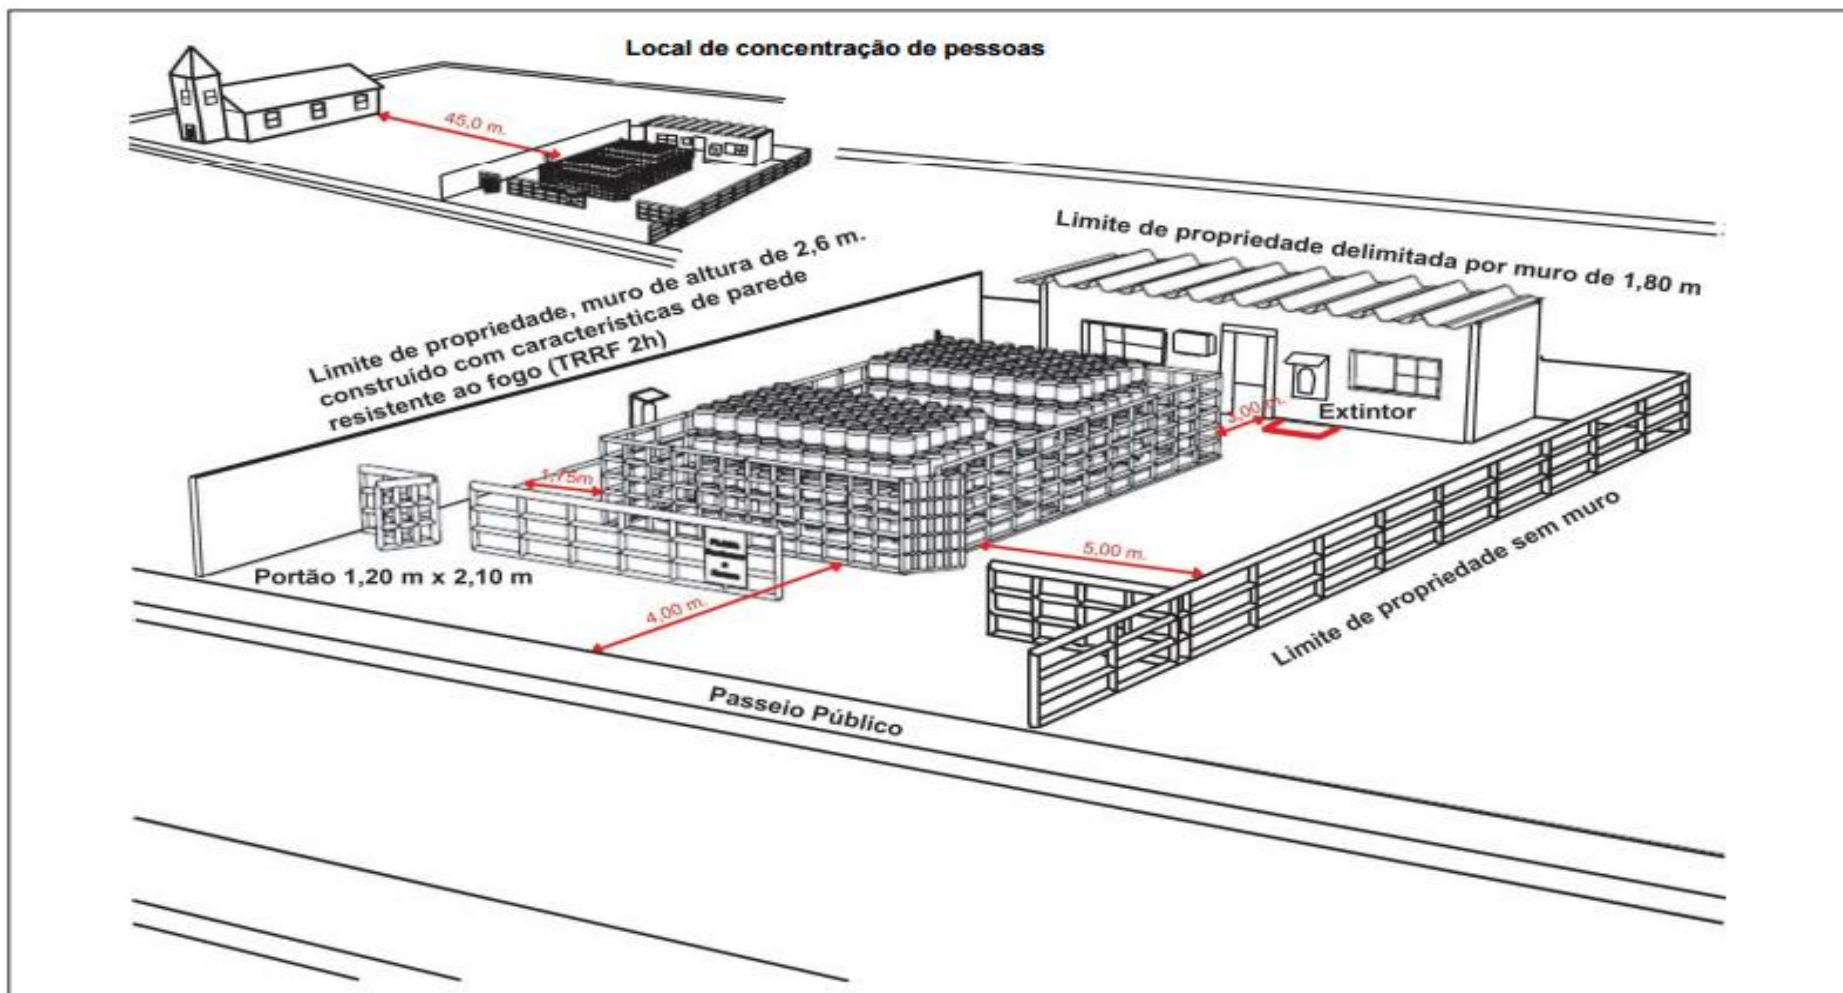 Local de concentração de pessoas
45,0 m.
Limite de propriedade delimitada por muro de 1,80 m
Limite de propriedade, muro de altura de 2,6 m.
construído com características de parede
resistente ao fogo (TRRF 2h)
3,00 m.
Extintor
1,75m
5,00 m.
Portão 1,20 m x 2,10 m
4,00 m.
Limite de propriedade sem muro
Passeio Público